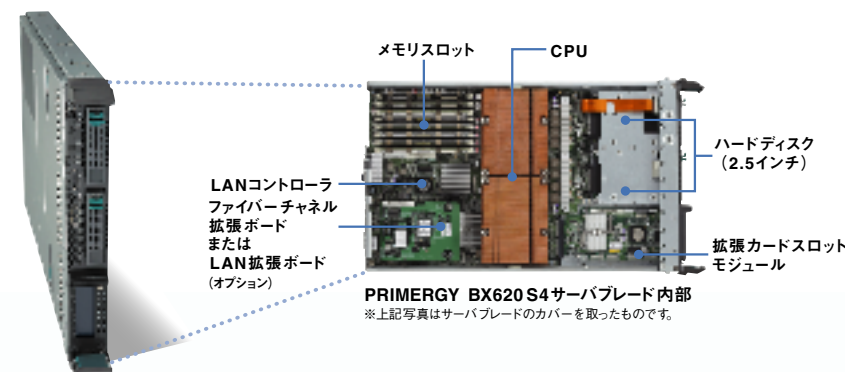 メモリスロット
CPU
ハードディスク
（2.5インチ）
LANコントローラ
ファイバーチャネル
拡張ボード
または
LAN拡張ボード
(オプション)
拡張カードスロット
モジュール
PRIMERGY BX620 S4サーバブレード内部
※上記写真はサーバブレードのカバーを取ったものです。